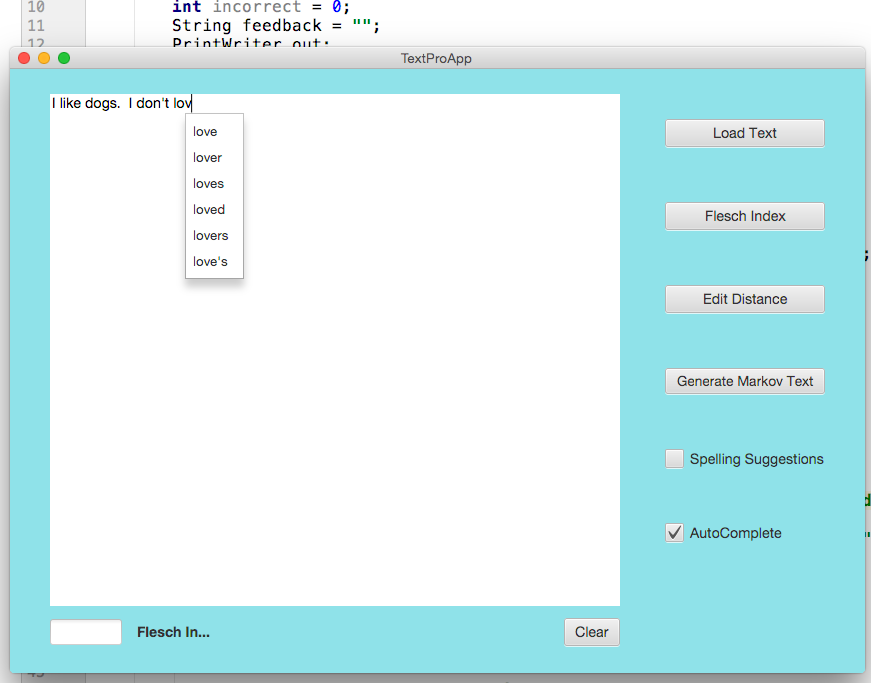 10 int incorrect = 0;
11 String feedback = "";
12 PrintWriter out;
TextProApp
I like dogs.  I don't lov
love
lover
loves
loved
lovers
love's
Load Text
Flesch Index
Edit Distance
Generate Markov Text
Spelling Suggestions
AutoComplete
Flesch In...
Clear